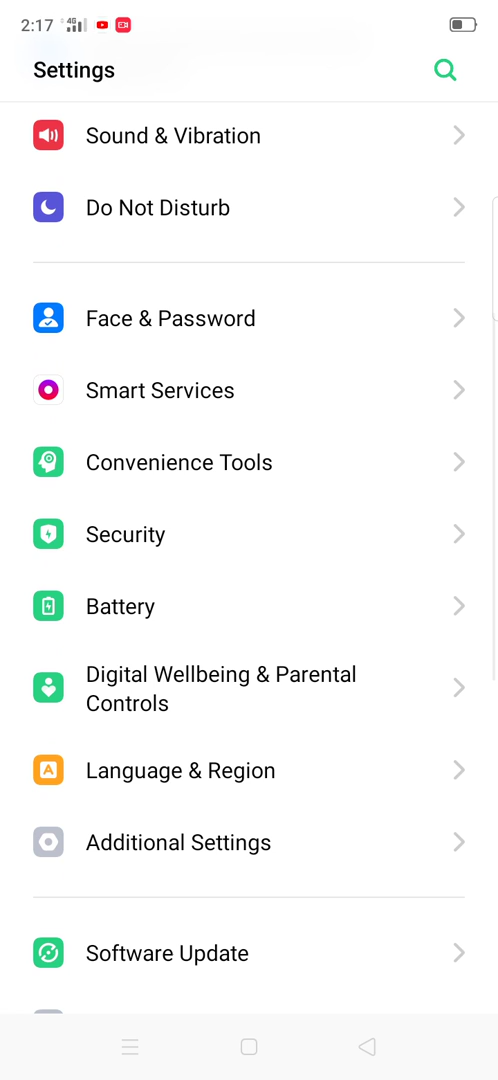 2:17 4G
Settings
Sound & Vibration
Do Not Disturb
Face & Password
Smart Services
Convenience Tools
Security
Battery
Digital Wellbeing & Parental
Controls
A Language & Region
Additional Settings
Software Update